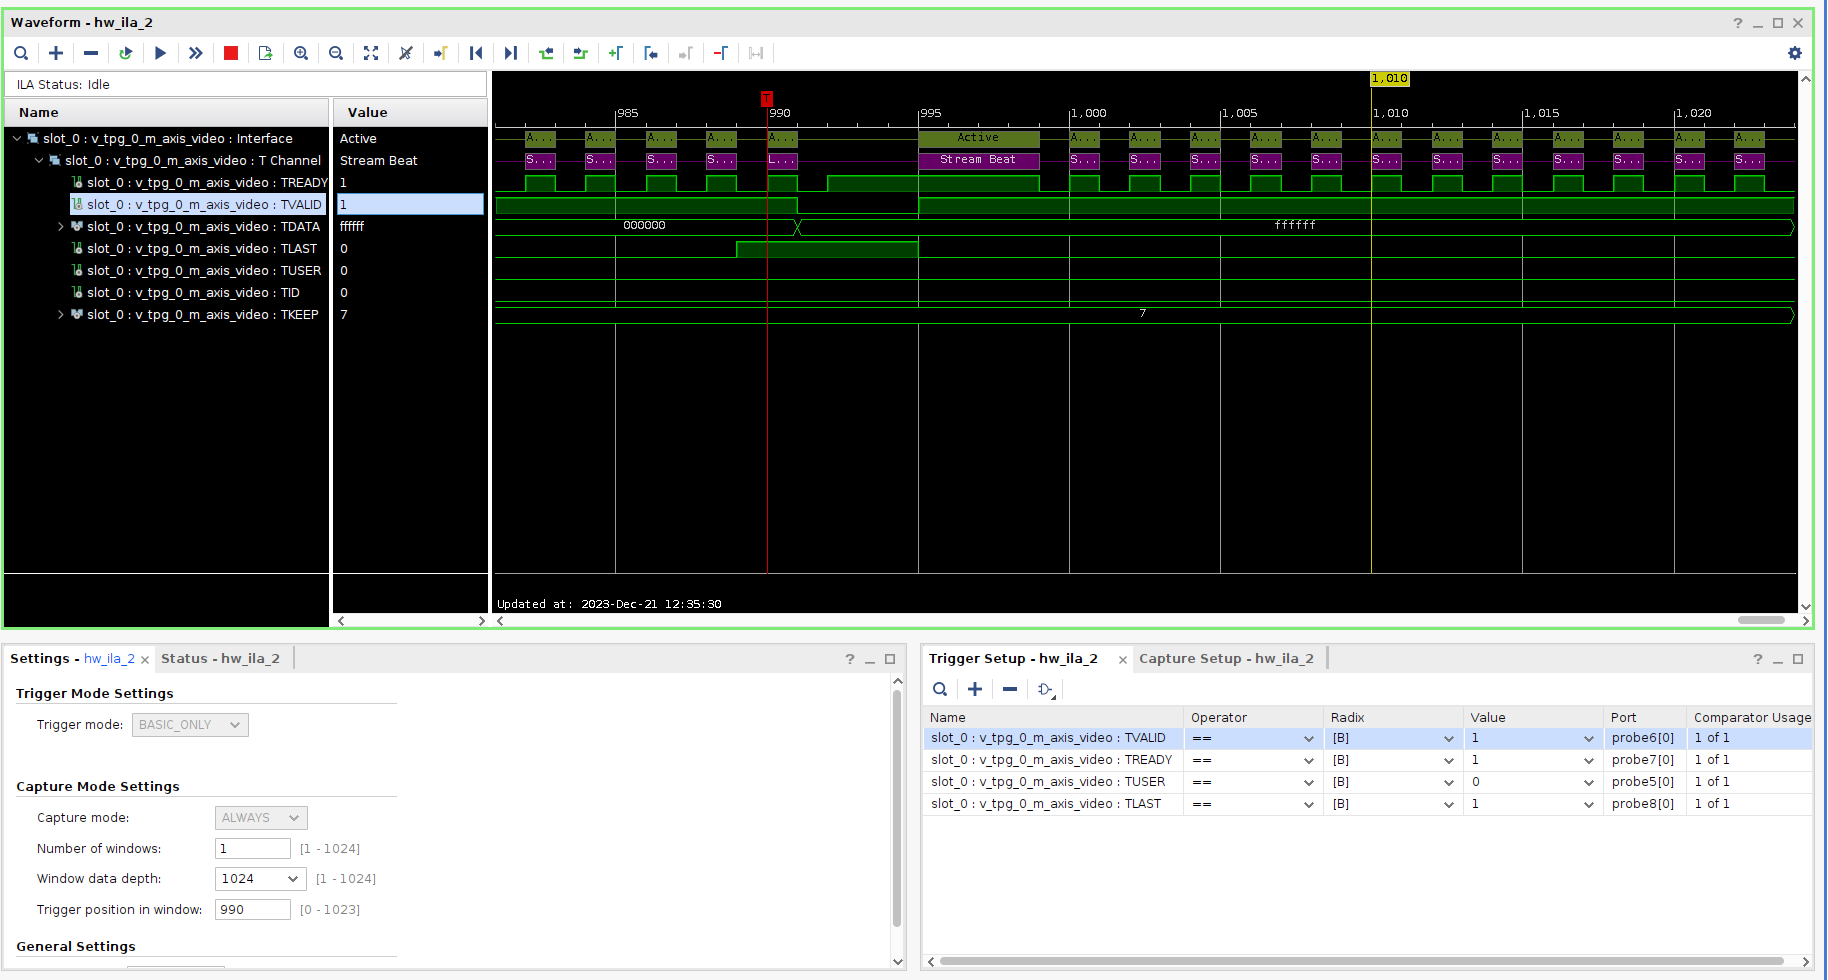 Waveform - hw_ila_2
ILA Status: Idle
1,010
T
985 990 995 1,000 1,005 1,010 1,015 1,020
Name Value
slot_0 : v_tpg_0_m_axis_video : Interface Active A... A... A... A... A... Active A... A... A... A... A... A... A... A... A... A... A... A...
slot_0 : v_tpg_0_m_axis_video : T Channel Stream Beat S... S... S... S... L... Stream Beat S... S... S... S... S... S... S... S... S... S... S... S...
slot_0 : v_tpg_0_m_axis_video : TREADY 1
slot_0 : v_tpg_0_m_axis_video : TVALID 1
slot_0 : v_tpg_0_m_axis_video : TDATA ffffff 000000 ffffff
slot_0 : v_tpg_0_m_axis_video : TLAST 0
slot_0 : v_tpg_0_m_axis_video : TUSER 0
slot_0 : v_tpg_0_m_axis_video : TID 0
slot_0 : v_tpg_0_m_axis_video : TKEEP 7 7
Updated at: 2023-Dec-21 12:35:30
Settings - hw_ila_2 Status - hw_ila_2
Trigger Mode Settings
Trigger mode: BASIC_ONLY
Capture Mode Settings
Capture mode: ALWAYS
Number of windows: 1 [1 - 1024]
Window data depth: 1024 [1 - 1024]
Trigger position in window: 990 [0 - 1023]
General Settings
Trigger Setup - hw_ila_2 Capture Setup - hw_ila_2
Name Operator Radix Value Port Comparator Usage
slot_0 : v_tpg_0_m_axis_video : TVALID == [B] 1 probe6[0] 1 of 1
slot_0 : v_tpg_0_m_axis_video : TREADY == [B] 1 probe7[0] 1 of 1
slot_0 : v_tpg_0_m_axis_video : TUSER == [B] 0 probe5[0] 1 of 1
slot_0 : v_tpg_0_m_axis_video : TLAST == [B] 1 probe8[0] 1 of 1